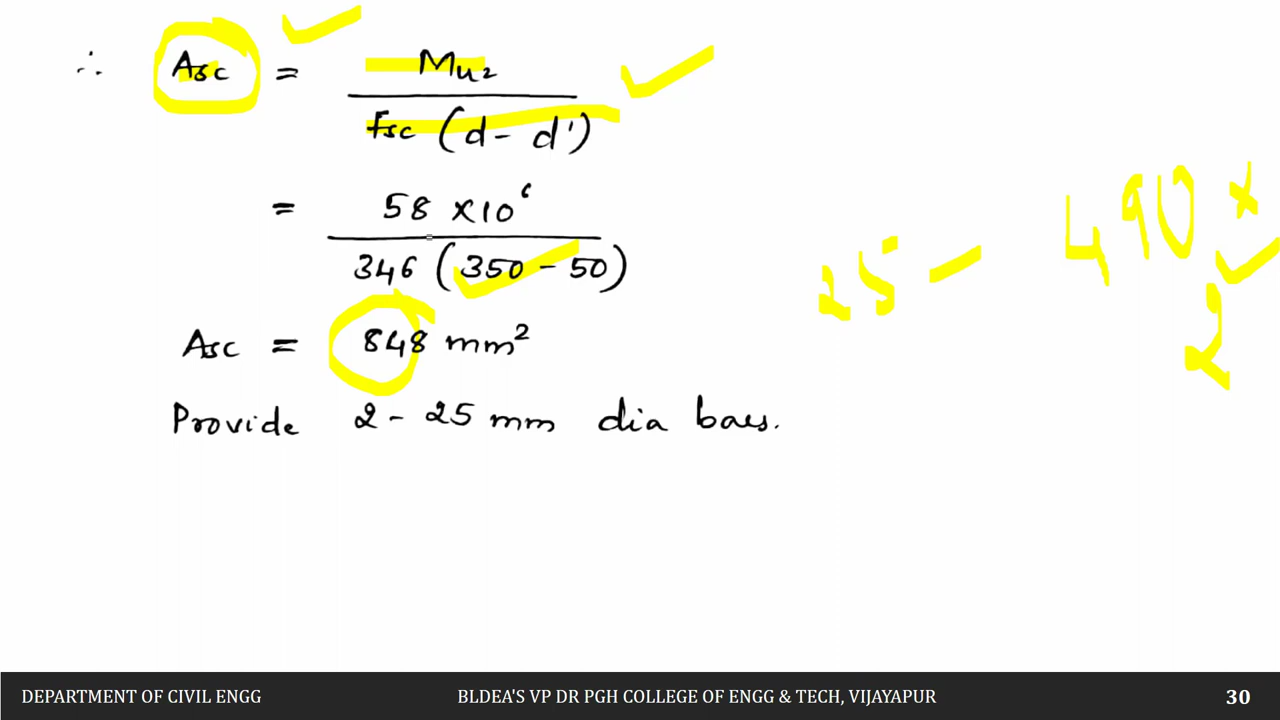 ∴ Asc = Mu2 / fsc (d - d')
= 58 x10⁶ / 346 (350 - 50)
25 - 490 x 2
Asc = 848 mm²
Provide 2 - 25 mm dia bars.
DEPARTMENT OF CIVIL ENGG BLDEA'S VP DR PGH COLLEGE OF ENGG & TECH, VIJAYAPUR 30